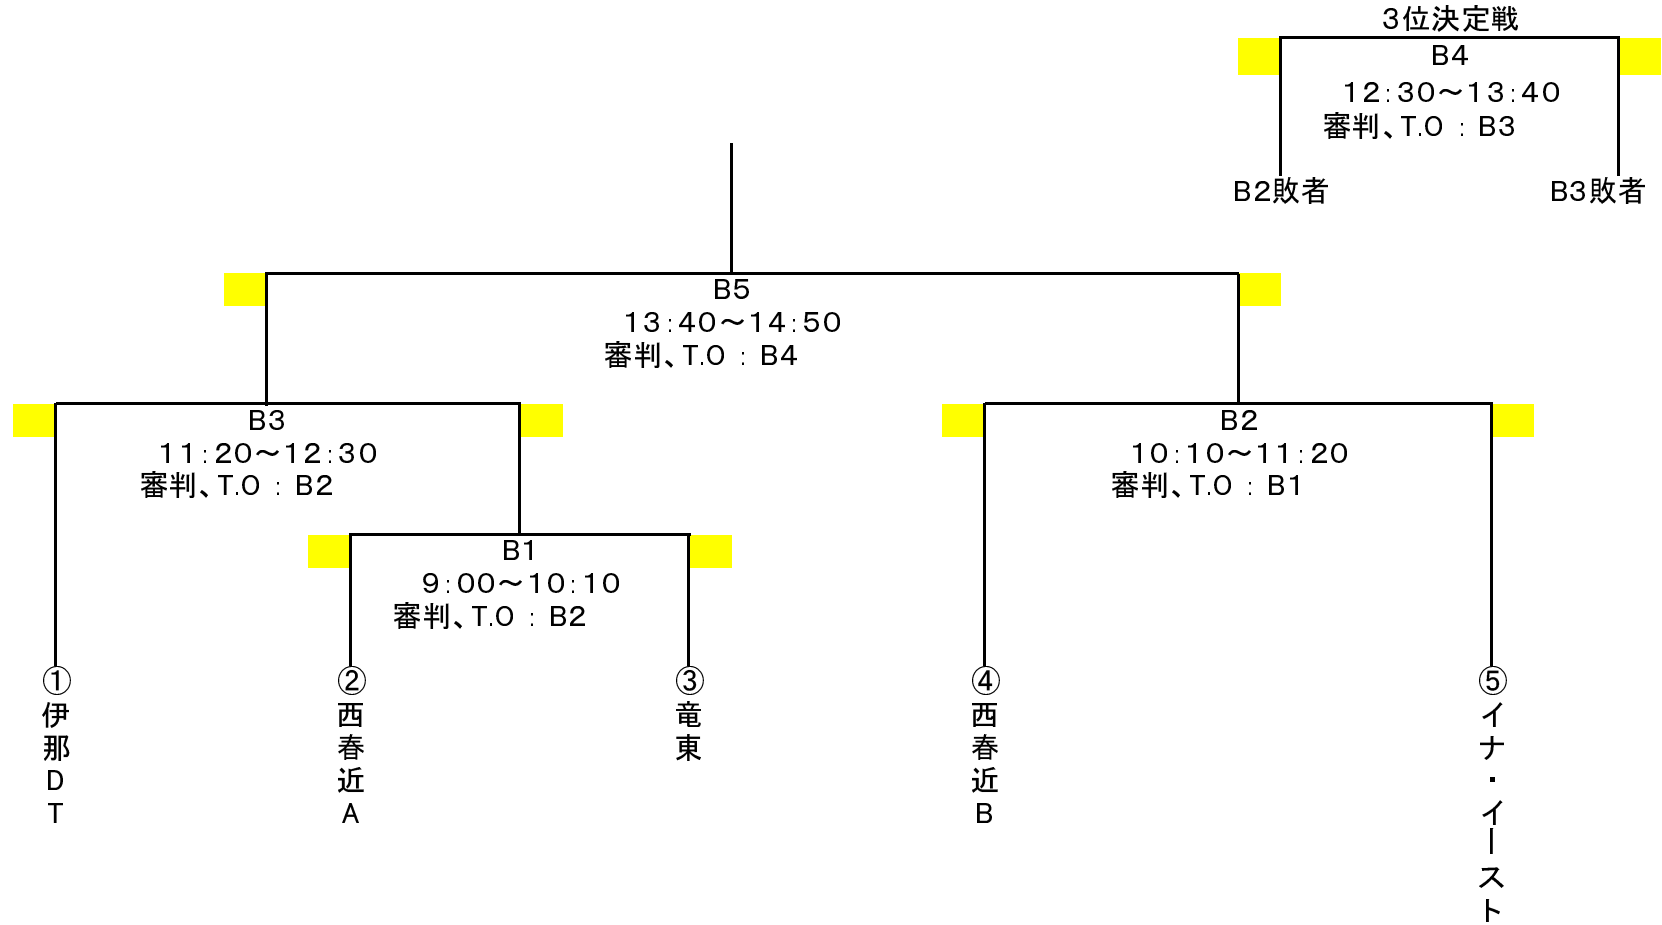 3位決定戦
B4
12:30～13:40
審判、T.O : B3
B2敗者
B3敗者
B5
13:40～14:50
審判、T.O : B4
B3
11:20～12:30
審判、T.O : B2
B2
10:10～11:20
審判、T.O : B1
B1
9:00～10:10
審判、T.O : B2
①伊那DT
②西春近A
③竜東
④西春近B
⑤イナ・イースト